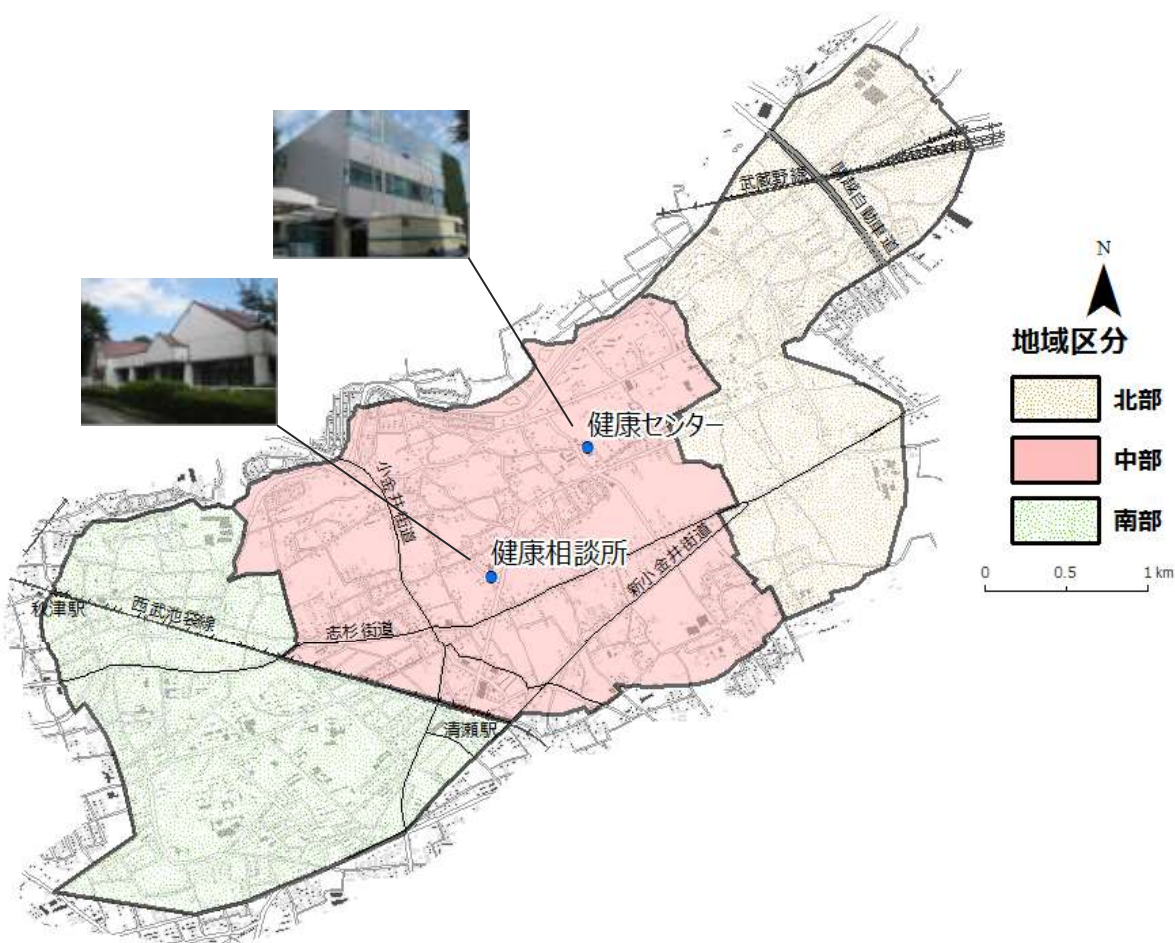 武蔵野線
関越自動車道
N
地域区分
北部
中部
南部
0 0.5 1 km
健康センター
小金井街道
健康相談所
新小金井街道
秋津駅
西武池袋線
志杉街道
清瀬駅